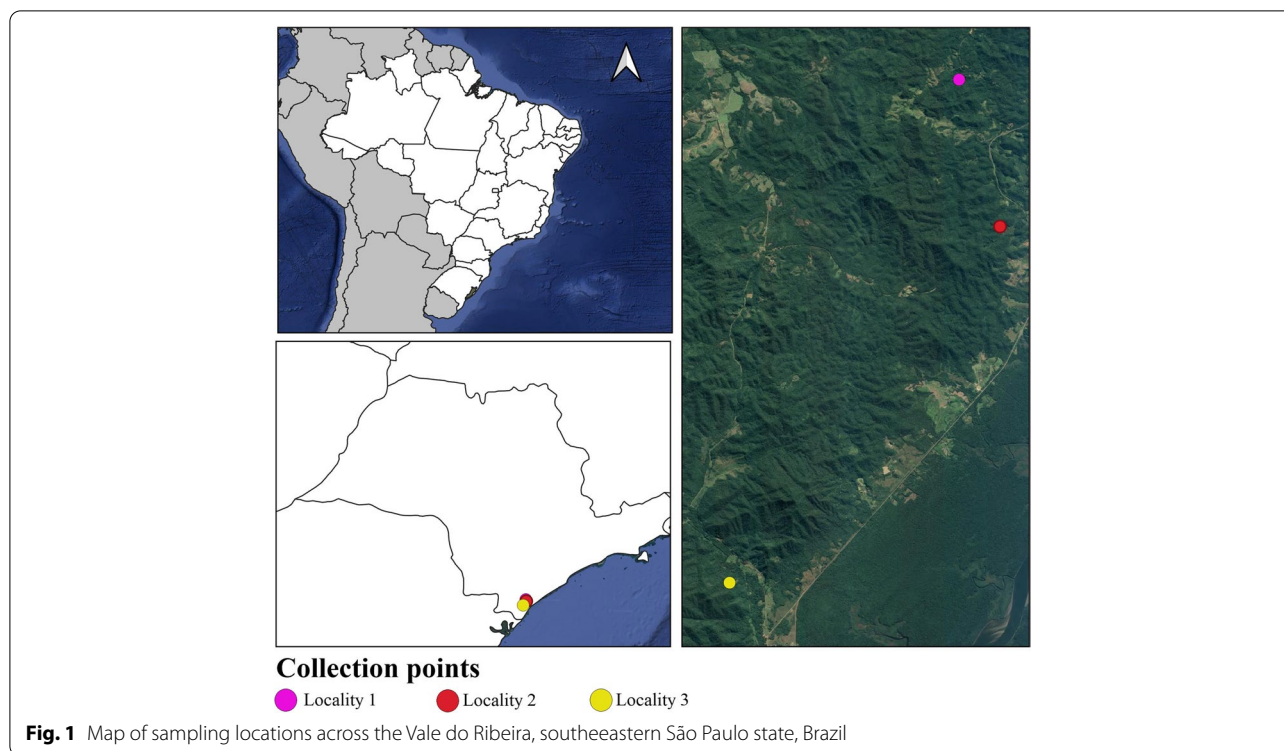 Collection points
Locality 1 Locality 2 Locality 3
Fig. 1 Map of sampling locations across the Vale do Ribeira, southeeastern São Paulo state, Brazil